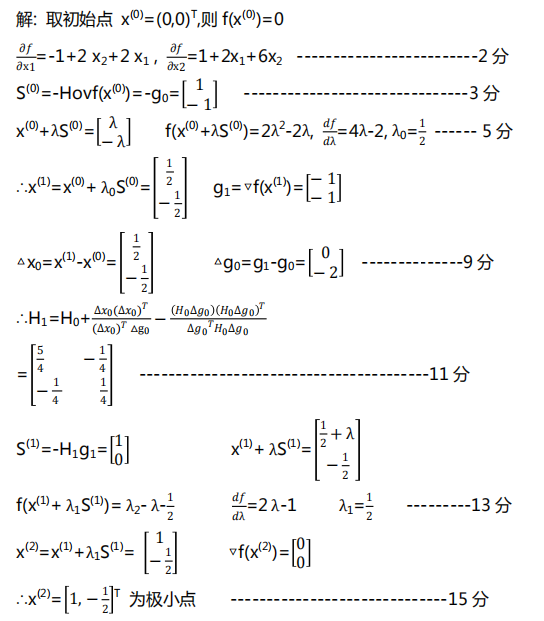 解: 取初始点 x⁽⁰⁾=(0,0)ᵀ,则 f(x⁽⁰⁾)=0
∂f/∂x1=-1+2 x₂+2 x₁ , ∂f/∂x2=1+2x₁+6x₂ -------------------------2 分
S⁽⁰⁾=-Hovf(x⁽⁰⁾)=-g₀=[1; −1] -------------------------------3 分
x⁽⁰⁾+λS⁽⁰⁾=[λ; −λ] f(x⁽⁰⁾+λS⁽⁰⁾)=2λ²-2λ, df/dλ=4λ-2, λ₀=1/2 ------ 5 分
∴x⁽¹⁾=x⁽⁰⁾+ λ₀S⁽⁰⁾=[1/2; −1/2] g₁=▽f(x⁽¹⁾)=[−1; −1]
△x₀=x⁽¹⁾-x⁽⁰⁾=[1/2; −1/2] △g₀=g₁-g₀=[0; −2] --------------9 分
∴H₁=H₀+Δx₀(Δx₀)ᵀ/(Δx₀)ᵀ △g₀ − (H₀Δg₀)(H₀Δg₀)ᵀ/Δg₀ᵀH₀Δg₀
=[5/4 −1/4; −1/4 1/4] ----------------------------------------11 分
S⁽¹⁾=-H₁g₁=[1; 0] x⁽¹⁾+ λS⁽¹⁾=[1/2+λ; −1/2]
f(x⁽¹⁾+ λ₁S⁽¹⁾)= λ₂- λ-1/2 df/dλ=2 λ-1 λ₁=1/2 ---------13 分
x⁽²⁾=x⁽¹⁾+λ₁S⁽¹⁾= [1; −1/2] ▽f(x⁽²⁾)=[0; 0]
∴x⁽²⁾=[1, −1/2]ᵀ 为极小点 ------------------------------15 分